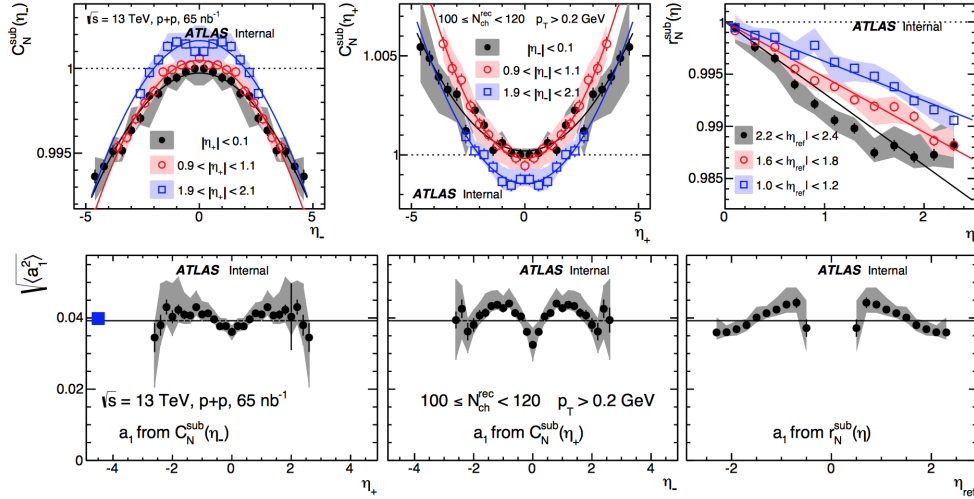 C_N^sub(η_-)
√s = 13 TeV, p+p, 65 nb^-1
ATLAS Internal
1
0.995
|η_+| < 0.1
0.9 < |η_+| < 1.1
1.9 < |η_+| < 2.1
-5 0 5
η_-
C_N^sub(η_+)
100 ≤ N_ch^rec < 120 p_T > 0.2 GeV
1.005
|η_-| < 0.1
0.9 < |η_-| < 1.1
1.9 < |η_-| < 2.1
1
ATLAS Internal
-5 0 5
η_+
r_N^sub(η)
1
0.995
0.99
0.985
2.2 < |η_ref| < 2.4
1.6 < |η_ref| < 1.8
1.0 < |η_ref| < 1.2
ATLAS Internal
0 1 2
η
√⟨a_1^2⟩
ATLAS Internal
0.04
0.02
0
√s = 13 TeV, p+p, 65 nb^-1
a_1 from C_N^sub(η_-)
-4 -2 0 2 4
η_+
ATLAS Internal
100 ≤ N_ch^rec < 120 p_T > 0.2 GeV
a_1 from C_N^sub(η_+)
-4 -2 0 2 4
η_-
ATLAS Internal
a_1 from r_N^sub(η)
-2 0 2
η_ref